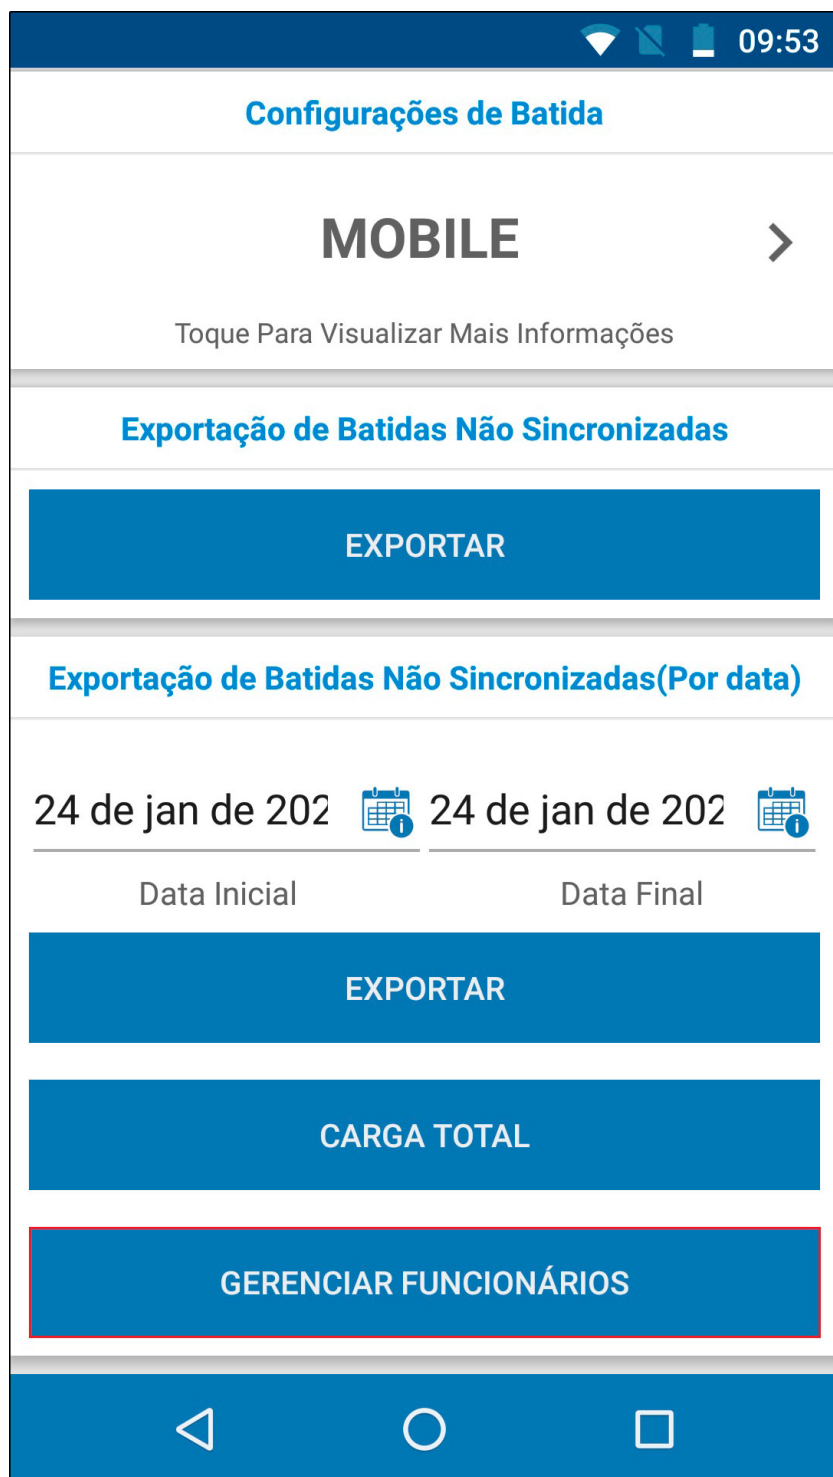 09:53
Configurações de Batida
MOBILE
Toque Para Visualizar Mais Informações
Exportação de Batidas Não Sincronizadas
EXPORTAR
Exportação de Batidas Não Sincronizadas(Por data)
24 de jan de 202 24 de jan de 202
Data Inicial Data Final
EXPORTAR
CARGA TOTAL
GERENCIAR FUNCIONÁRIOS